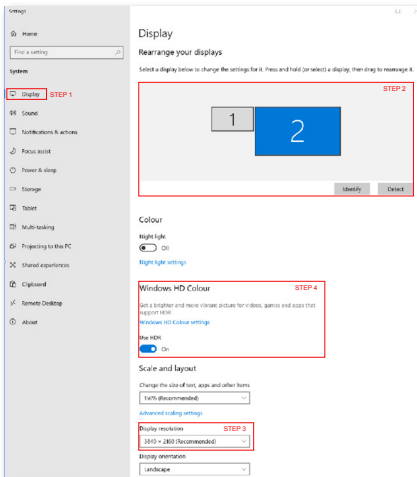 Settings
Home
Find a setting
System
Display STEP 1
Sound
Notifications & actions
Focus assist
Power & sleep
Storage
Tablet
Multi-tasking
Projecting to this PC
Shared experiences
Clipboard
Remote Desktop
About
Display
Rearrange your displays
Select a display below to change the settings for it. Press and hold (or select) a display, then drag to rearrange it.
STEP 2
1
2
Identify Detect
Colour
Night light
Off
Night light settings
Windows HD Colour STEP 4
Get a brighter and more vibrant picture for videos, games and apps that
support HDR
Windows HD Colour settings
Use HDR
On
Scale and layout
Change the size of text, apps and other items
(Recommended)
Advanced scaling settings
Display resolution STEP 3
3840 × 2160 (Recommended)
Display orientation
Landscape